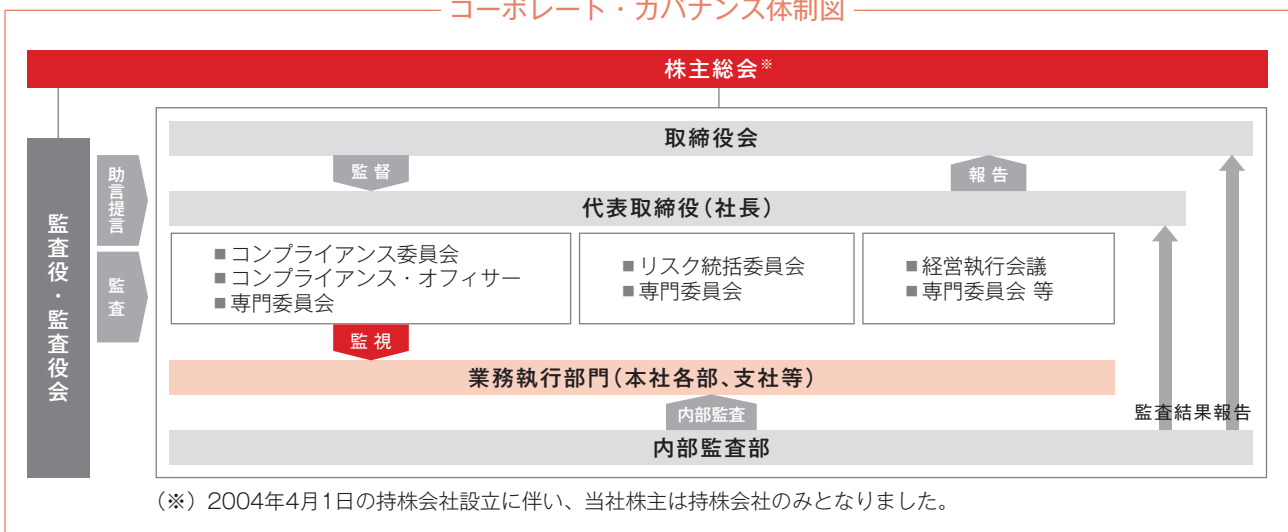 コーポレート・ガバナンス体制図
株主総会※
取締役会
監督
報告
助言提言
代表取締役（社長）
監査役・監査役会
監査
■コンプライアンス委員会
■コンプライアンス・オフィサー
■専門委員会
■リスク統括委員会
■専門委員会
■経営執行会議
■専門委員会 等
監視
業務執行部門（本社各部、支社等）
内部監査
監査結果報告
内部監査部
（※）2004年4月1日の持株会社設立に伴い、当社株主は持株会社のみとなりました。